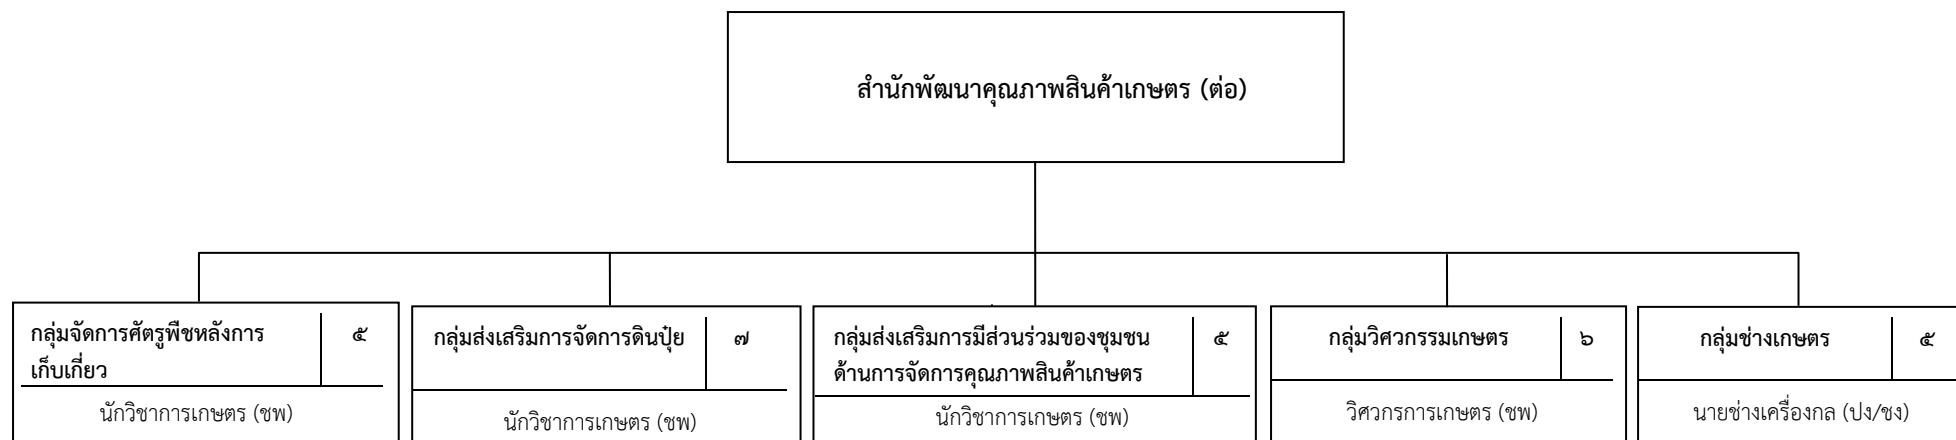 สำนักพัฒนาคุณภาพสินค้าเกษตร (ต่อ)
กลุ่มจัดการศัตรูพืชหลังการ
เก็บเกี่ยว
๕
นักวิชาการเกษตร (ชพ)
กลุ่มส่งเสริมการจัดการดินปุ๋ย
๗
นักวิชาการเกษตร (ชพ)
กลุ่มส่งเสริมการมีส่วนร่วมของชุมชน
ด้านการจัดการคุณภาพสินค้าเกษตร
๕
นักวิชาการเกษตร (ชพ)
กลุ่มวิศวกรรมเกษตร
๖
วิศวกรการเกษตร (ชพ)
กลุ่มช่างเกษตร
๕
นายช่างเครื่องกล (ปง/ชง)